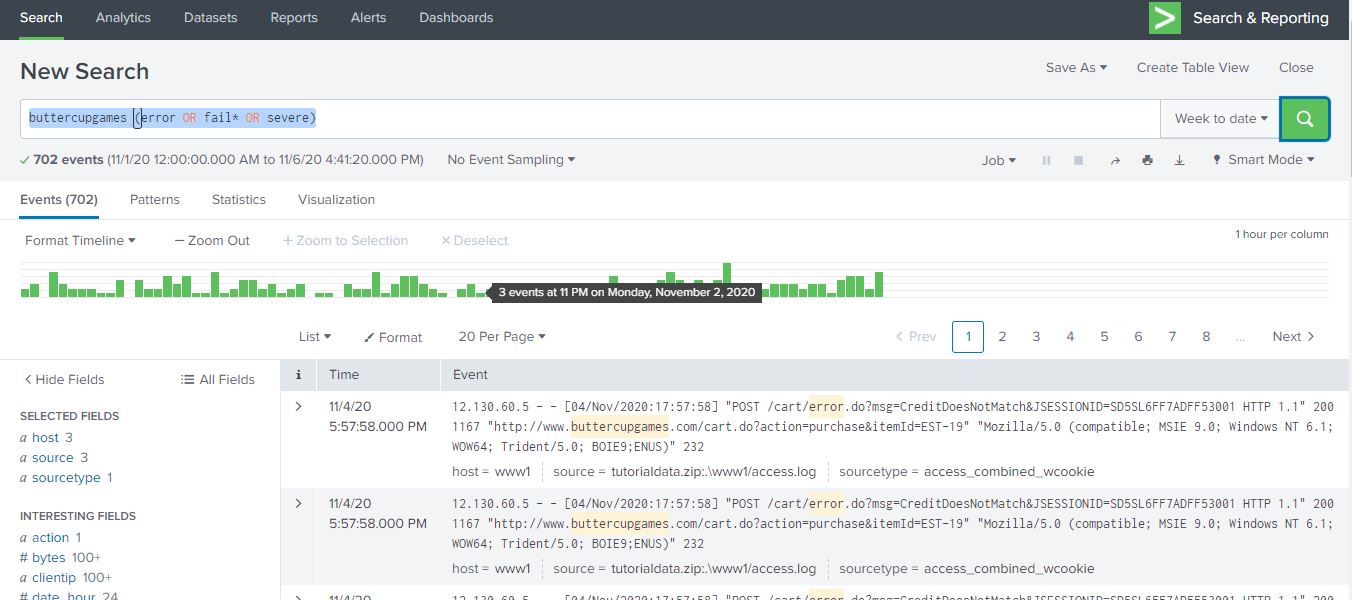 Search Analytics Datasets Reports Alerts Dashboards Search & Reporting
New Search
Save As Create Table View Close
buttercupgames (error OR fail* OR severe)
Week to date
702 events (11/1/20 12:00:00.000 AM to 11/6/20 4:41:20.000 PM) No Event Sampling
Job Smart Mode
Events (702) Patterns Statistics Visualization
Format Timeline — Zoom Out + Zoom to Selection × Deselect
1 hour per column
3 events at 11 PM on Monday, November 2, 2020
List Format 20 Per Page
< Prev 1 2 3 4 5 6 7 8 ... Next >
< Hide Fields All Fields
i Time Event
SELECTED FIELDS
a host 3
a source 3
a sourcetype 1
INTERESTING FIELDS
a action 1
# bytes 100+
a clientip 100+
# date_hour 24
> 11/4/20
5:57:58.000 PM
12.130.60.5 - - [04/Nov/2020:17:57:58] "POST /cart/error.do?msg=CreditDoesNotMatch&JSESSIONID=SD5SL6FF7ADFF53001 HTTP 1.1" 200
1167 "http://www.buttercupgames.com/cart.do?action=purchase&itemId=EST-19" "Mozilla/5.0 (compatible; MSIE 9.0; Windows NT 6.1;
WOW64; Trident/5.0; BOIE9;ENUS)" 232
host = www1 source = tutorialdata.zip:.\www1/access.log sourcetype = access_combined_wcookie
> 11/4/20
5:57:58.000 PM
12.130.60.5 - - [04/Nov/2020:17:57:58] "POST /cart/error.do?msg=CreditDoesNotMatch&JSESSIONID=SD5SL6FF7ADFF53001 HTTP 1.1" 200
1167 "http://www.buttercupgames.com/cart.do?action=purchase&itemId=EST-19" "Mozilla/5.0 (compatible; MSIE 9.0; Windows NT 6.1;
WOW64; Trident/5.0; BOIE9;ENUS)" 232
host = www1 source = tutorialdata.zip:.\www1/access.log sourcetype = access_combined_wcookie
> 11/4/20
12.130.60.5 - - [04/Nov/2020:17:57:58] "POST /cart/error.do?msg=CreditDoesNotMatch&JSESSIONID=SD5SL6FF7ADFF53001 HTTP 1.1" 200